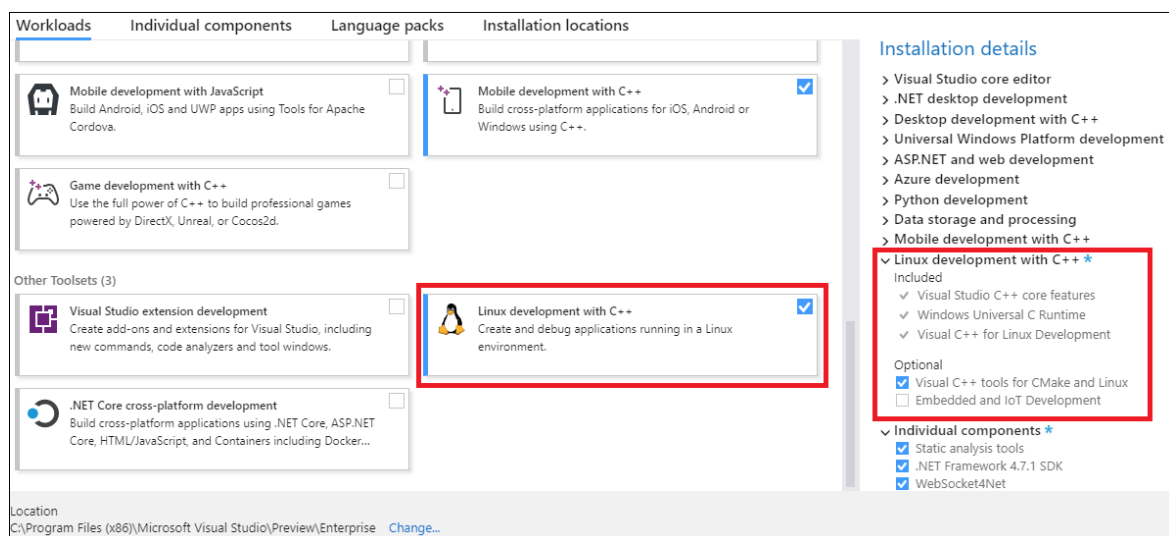 Workloads
Individual components
Language packs
Installation locations
Mobile development with JavaScript
Build Android, iOS and UWP apps using Tools for Apache
Cordova.
Mobile development with C++
Build cross-platform applications for iOS, Android or
Windows using C++.
Game development with C++
Use the full power of C++ to build professional games
powered by DirectX, Unreal, or Cocos2d.
Other Toolsets (3)
Visual Studio extension development
Create add-ons and extensions for Visual Studio, including
new commands, code analyzers and tool windows.
Linux development with C++
Create and debug applications running in a Linux
environment.
.NET Core cross-platform development
Build cross-platform applications using .NET Core, ASP.NET
Core, HTML/JavaScript, and Containers including Docker...
Installation details
> Visual Studio core editor
> .NET desktop development
> Desktop development with C++
> Universal Windows Platform development
> ASP.NET and web development
> Azure development
> Python development
> Data storage and processing
> Mobile development with C++
Linux development with C++ *
Included
Visual Studio C++ core features
Windows Universal C Runtime
Visual C++ for Linux Development
Optional
Visual C++ tools for CMake and Linux
Embedded and IoT Development
Individual components *
Static analysis tools
.NET Framework 4.7.1 SDK
WebSocket4Net
Location
C:\Program Files (x86)\Microsoft Visual Studio\Preview\Enterprise Change...